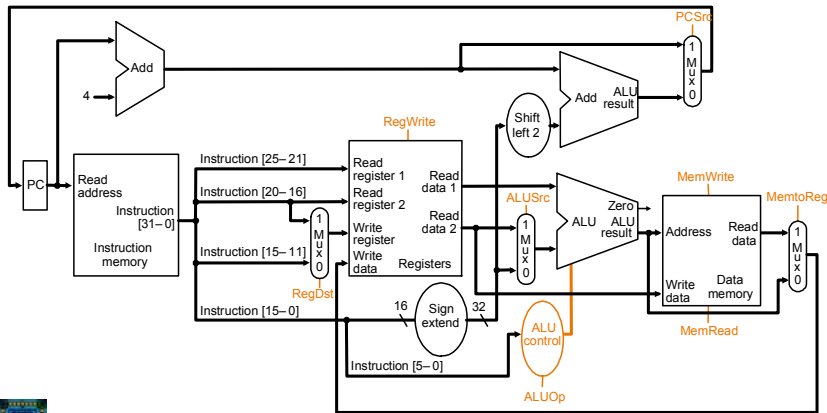 PCSrc
1
Mux
0
Add
4
Add
ALU
result
Shift
left 2
RegWrite
PC
Read
address
Instruction
[31–0]
Instruction
memory
Instruction [25–21]
Instruction [20–16]
Instruction [15–11]
Instruction [15–0]
1
Mux
0
RegDst
Read
register 1
Read
register 2
Write
register
Write
data
Read
data 1
Read
data 2
Registers
ALUSrc
1
Mux
0
Zero
ALU
ALU
result
MemWrite
Address
Read
data
Write
data
Data
memory
MemRead
MemtoReg
1
Mux
0
16
Sign
extend
32
ALU
control
ALUOp
Instruction [5–0]